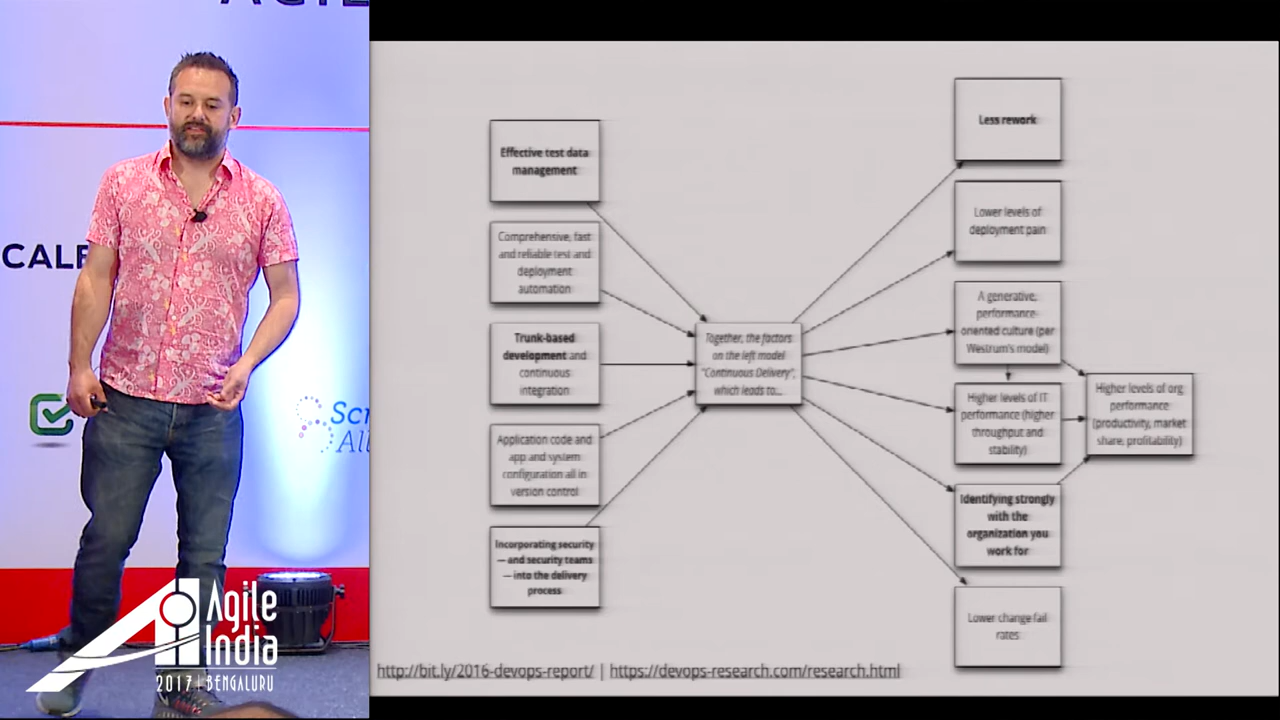 CALE
Agile
India
2017 | BENGALURU
Effective test data
management
Comprehensive, fast
and reliable test and
deployment
automation
Trunk-based
development and
continuous
integration
Application code and
app and system
configuration all in
version control
Incorporating security
— and security teams
— into the delivery
process
Together, the factors
on the left model
"Continuous Delivery",
which leads to...
Less rework
Lower levels of
deployment pain
A generative,
performance-
oriented culture (per
Westrum's model)
Higher levels of IT
performance (higher
throughput and
stability)
Identifying strongly
with the
organization you
work for
Lower change fail
rates
Higher levels of org
performance
(productivity, market
share, profitability)
http://bit.ly/2016-devops-report/ | https://devops-research.com/research.html